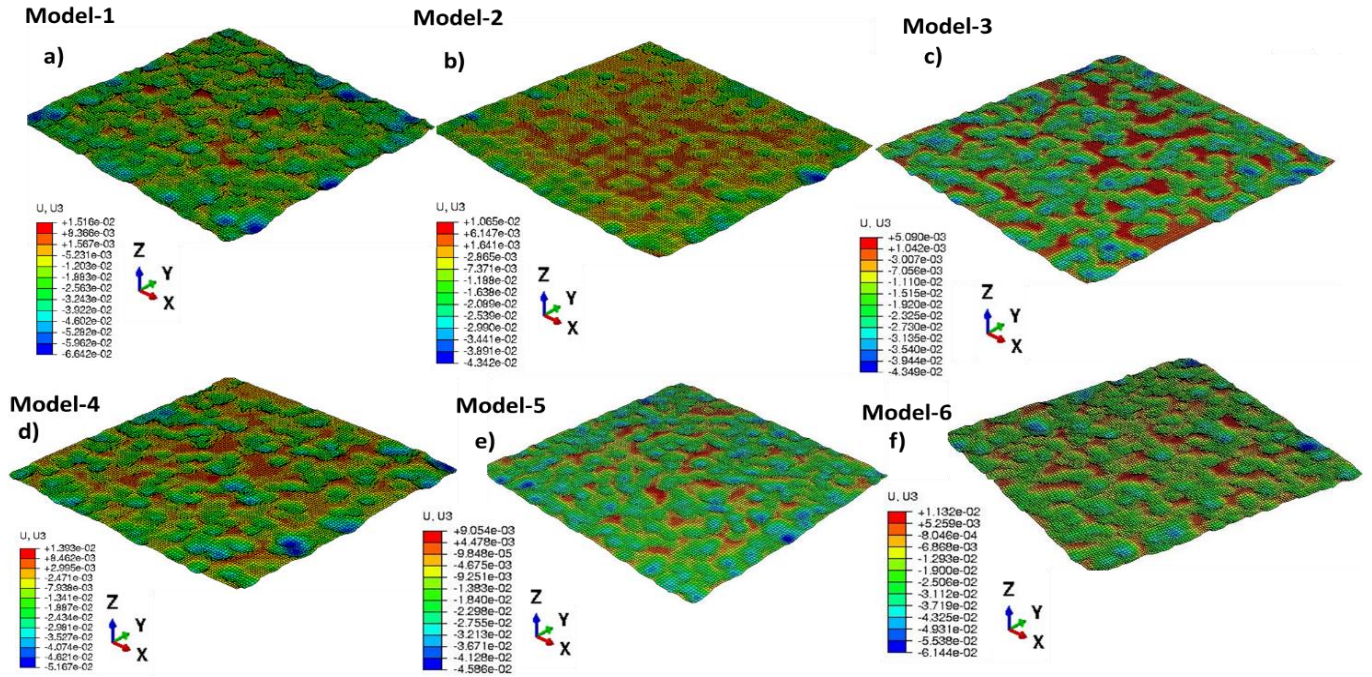 Model-1
a)
U, U3
+1.516e-02
+8.366e-03
+1.567e-03
-5.231e-03
-1.203e-02
-1.883e-02
-2.563e-02
-3.243e-02
-3.922e-02
-4.602e-02
-5.282e-02
-5.962e-02
-6.642e-02
Z
Y
X
Model-2
b)
U, U3
+1.065e-02
+6.147e-03
+1.641e-03
-2.865e-03
-7.371e-03
-1.188e-02
-1.638e-02
-2.089e-02
-2.539e-02
-2.990e-02
-3.441e-02
-3.891e-02
-4.342e-02
Z
Y
X
Model-3
c)
U, U3
+5.090e-03
+1.042e-03
-3.007e-03
-7.056e-03
-1.110e-02
-1.515e-02
-1.920e-02
-2.325e-02
-2.730e-02
-3.135e-02
-3.540e-02
-3.944e-02
-4.349e-02
Z
Y
X
Model-4
d)
U, U3
+1.393e-02
+8.462e-03
+2.995e-03
-2.471e-03
-7.938e-03
-1.341e-02
-1.887e-02
-2.434e-02
-2.981e-02
-3.527e-02
-4.074e-02
-4.621e-02
-5.167e-02
Z
Y
X
Model-5
e)
U, U3
+9.054e-03
+4.478e-03
-9.848e-05
-4.675e-03
-9.251e-03
-1.383e-02
-1.840e-02
-2.298e-02
-2.755e-02
-3.213e-02
-3.671e-02
-4.128e-02
-4.586e-02
Z
Y
X
Model-6
f)
U, U3
+1.132e-02
+5.259e-03
-8.046e-04
-6.868e-03
-1.293e-02
-1.900e-02
-2.506e-02
-3.112e-02
-3.719e-02
-4.325e-02
-4.931e-02
-5.538e-02
-6.144e-02
Z
Y
X